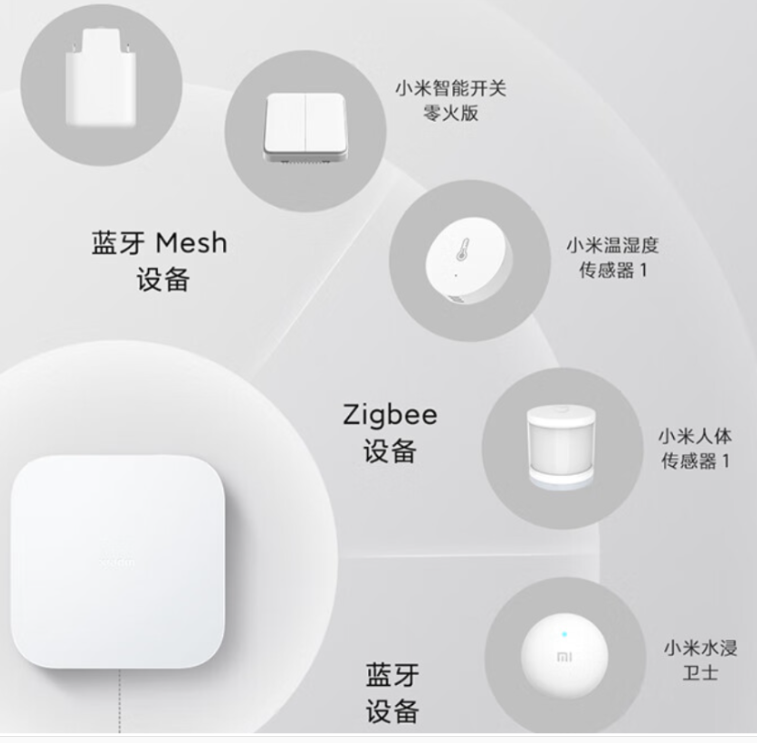 小米智能开关
零火版
蓝牙 Mesh
设备
小米温湿度
传感器 1
Zigbee
设备
小米人体
传感器 1
xiaomi
小米水浸
卫士
蓝牙
设备